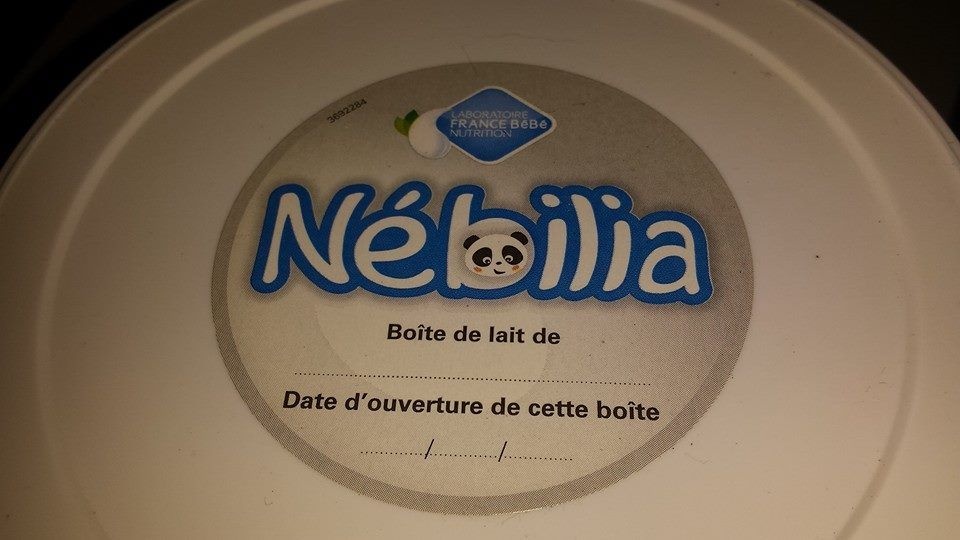 3692284
LABORATOIRE
FRANCE BéBé
NUTRITION
Nébilia
Boîte de lait de
Date d'ouverture de cette boîte
............/............/............